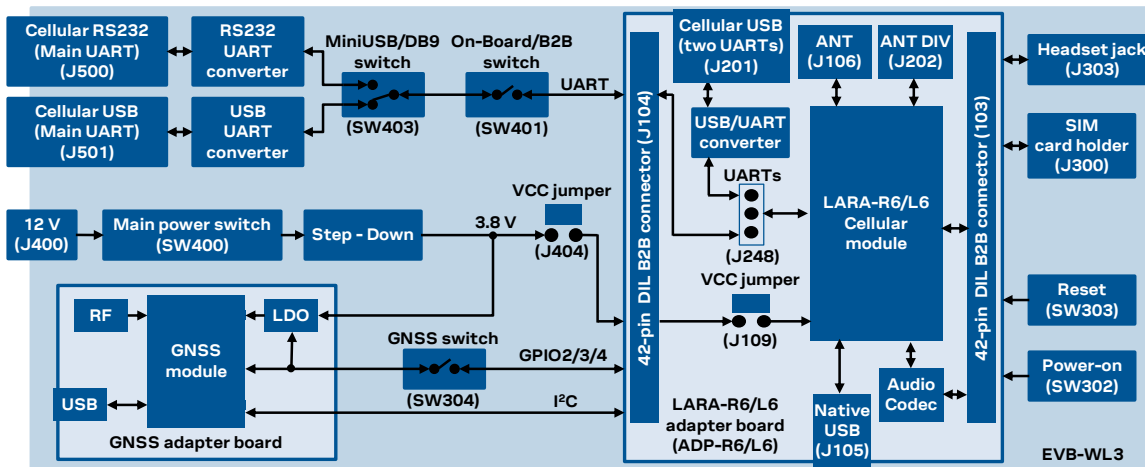 Cellular RS232
(Main UART)
(J500)
RS232
UART
converter
Cellular USB
(Main UART)
(J501)
USB
UART
converter
MiniUSB/DB9
switch
(SW403)
On-Board/B2B
switch
(SW401)
UART
12 V
(J400)
Main power switch
(SW400)
Step - Down
3.8 V
VCC jumper
(J404)
RF
GNSS
module
LDO
USB
GNSS adapter board
GNSS switch
(SW304)
GPIO2/3/4
I²C
42-pin DIL B2B connector (J104)
Cellular USB
(two UARTs)
(J201)
USB/UART
converter
UARTs
(J248)
VCC jumper
(J109)
ANT
(J106)
ANT DIV
(J202)
LARA-R6/L6
Cellular
module
LARA-R6/L6
adapter board
(ADP-R6/L6)
Native
USB
(J105)
Audio
Codec
42-pin DIL B2B connector (103)
Headset jack
(J303)
SIM
card holder
(J300)
Reset
(SW303)
Power-on
(SW302)
EVB-WL3